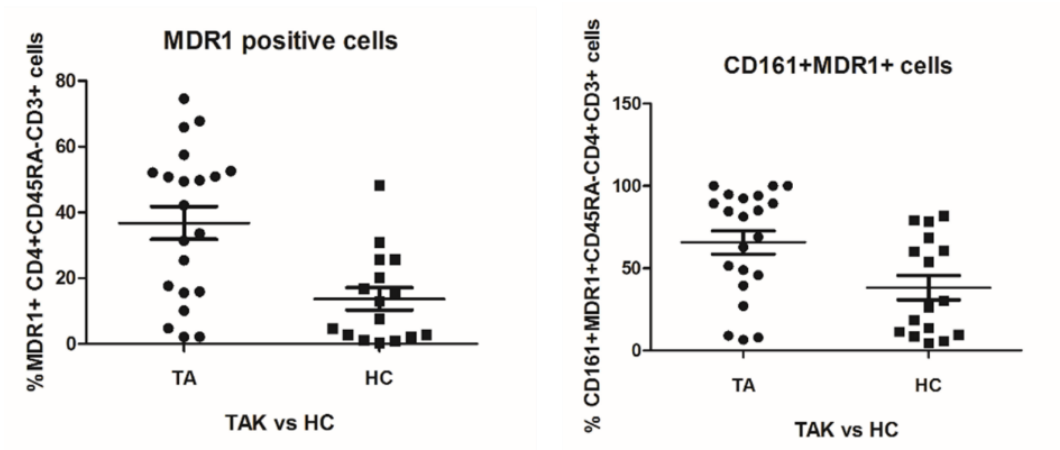 MDR1 positive cells
%MDR1+ CD4+CD45RA-CD3+ cells
80
60
40
20
0
TA
HC
TAK vs HC
CD161+MDR1+ cells
% CD161+MDR1+CD45RA-CD4+CD3+ cells
150
100
50
0
TA
HC
TAK vs HC